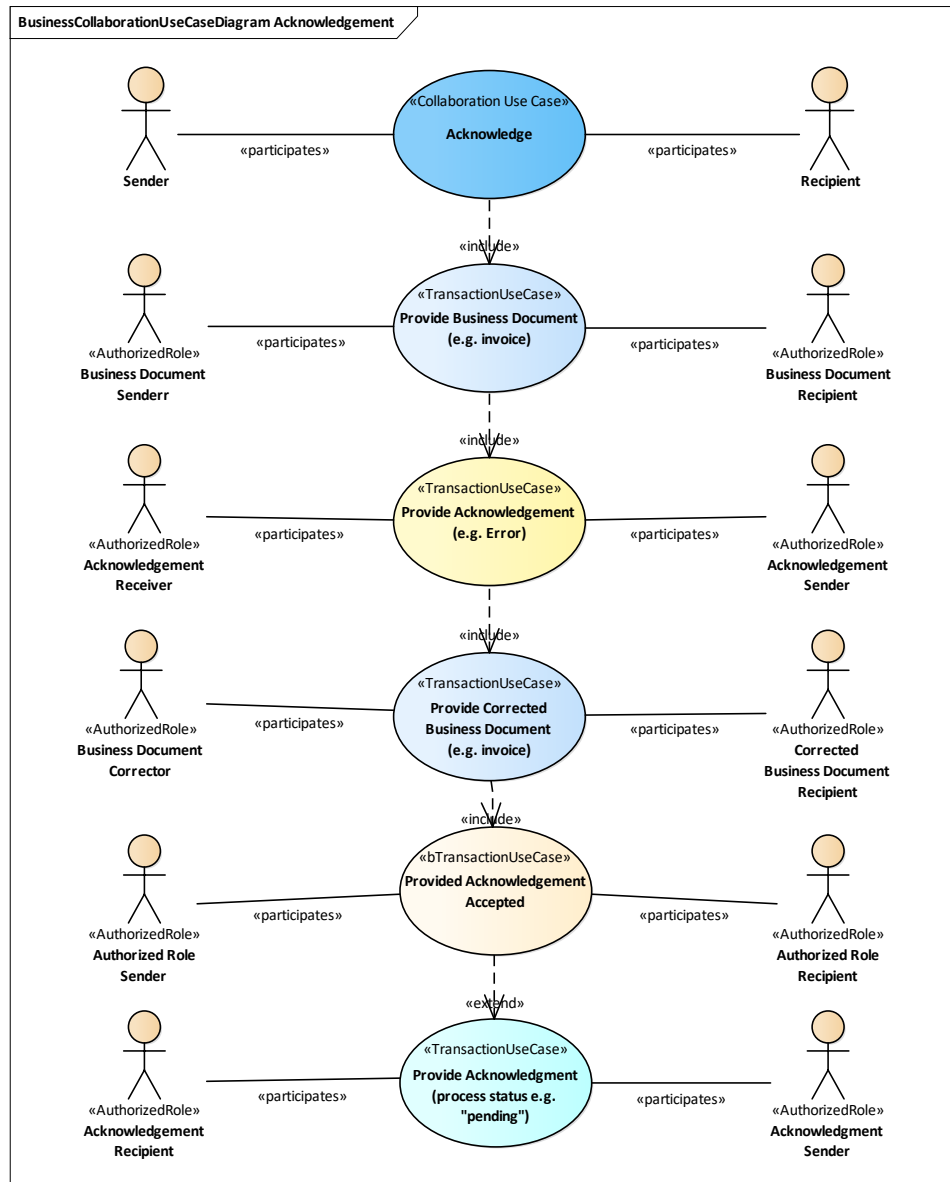 BusinessCollaborationUseCaseDiagram Acknowledgement
«Collaboration Use Case»
Acknowledge
«participates»
«participates»
Sender
Recipient
«include»
«TransactionUseCase»
Provide Business Document
(e.g. invoice)
«participates»
«participates»
«AuthorizedRole»
Business Document
Senderr
«AuthorizedRole»
Business Document
Recipient
«include»
«TransactionUseCase»
Provide Acknowledgement
(e.g. Error)
«participates»
«participates»
«AuthorizedRole»
Acknowledgement
Receiver
«AuthorizedRole»
Acknowledgement
Sender
«include»
«TransactionUseCase»
Provide Corrected
Business Document
(e.g. invoice)
«participates»
«participates»
«AuthorizedRole»
Business Document
Corrector
«AuthorizedRole»
Corrected
Business Document
Recipient
«include»
«bTransactionUseCase»
Provided Acknowledgement
Accepted
«participates»
«participates»
«AuthorizedRole»
Authorized Role
Sender
«AuthorizedRole»
Authorized Role
Recipient
«extend»
«TransactionUseCase»
Provide Acknowledgment
(process status e.g.
"pending")
«participates»
«participates»
«AuthorizedRole»
Acknowledgement
Recipient
«AuthorizedRole»
Acknowledgment
Sender